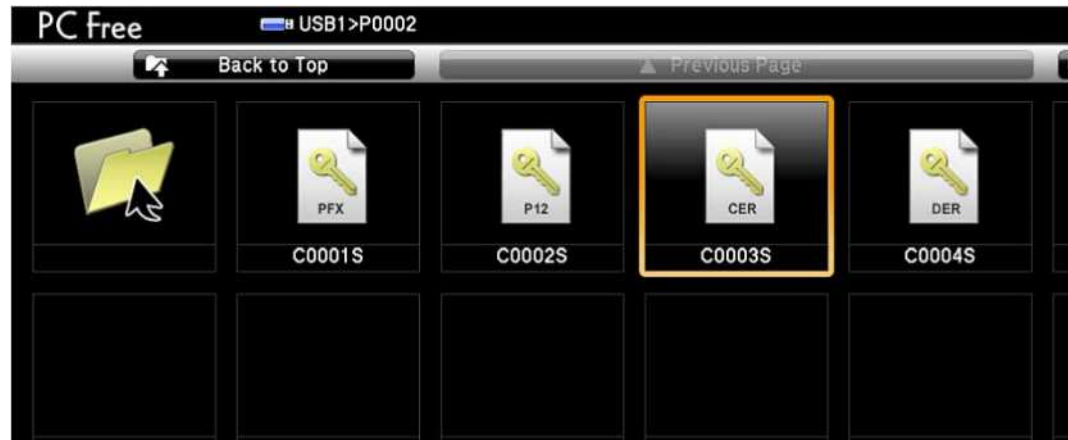 PC Free USB1>P0002
Back to Top ▲ Previous Page
PFX P12 CER DER
C0001S C0002S C0003S C0004S